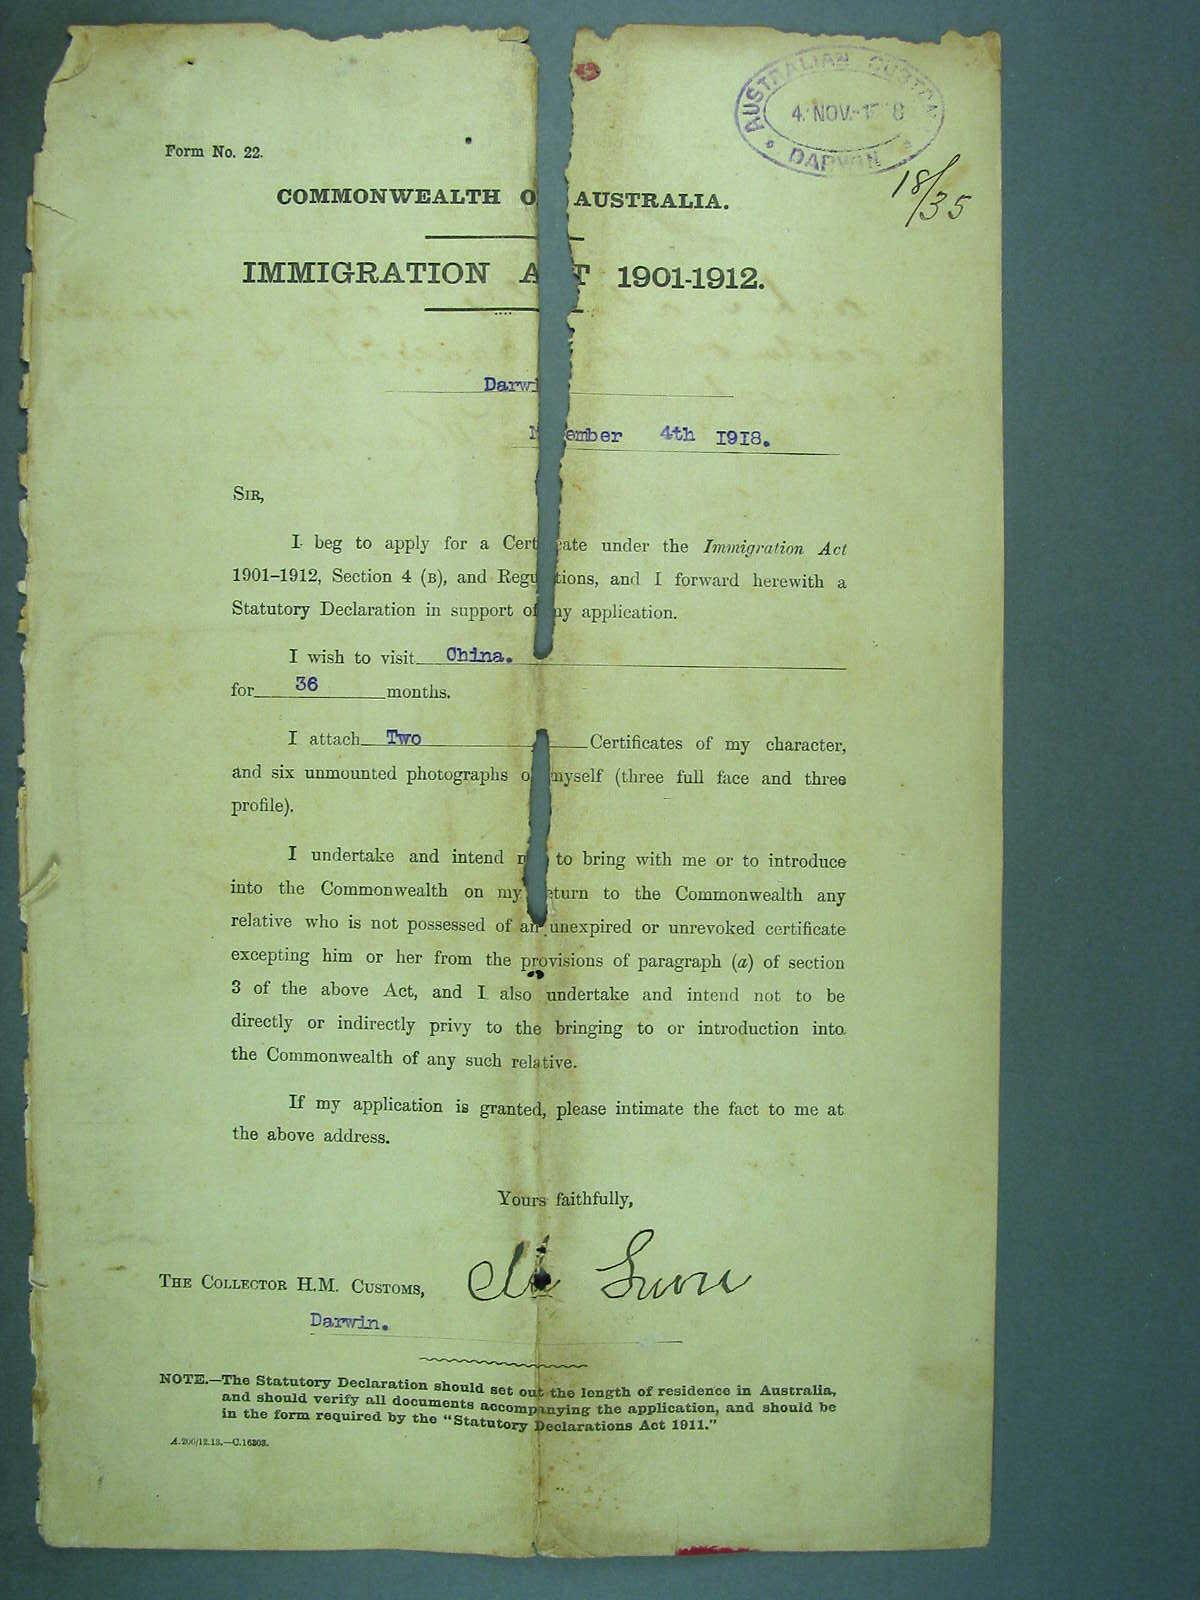 AUSTRALIAN CUSTOM
4 NOV. 1 8
DARWIN
18/35
Form No. 22.
COMMONWEALTH O AUSTRALIA.
IMMIGRATION A T 1901-1912.
Darwi
N ember 4th 1918.
SIR,
I beg to apply for a Cert cate under the Immigration Act
1901–1912, Section 4 (B), and Regu tions, and I forward herewith a
Statutory Declaration in support of my application.
I wish to visit China.
for 36 months.
I attach Two Certificates of my character,
and six unmounted photographs o myself (three full face and three
profile).
I undertake and intend n to bring with me or to introduce
into the Commonwealth on my eturn to the Commonwealth any
relative who is not possessed of an unexpired or unrevoked certificate
excepting him or her from the provisions of paragraph (a) of section
3 of the above Act, and I also undertake and intend not to be
directly or indirectly privy to the bringing to or introduction into
the Commonwealth of any such relative.
If my application is granted, please intimate the fact to me at
the above address.
Yours faithfully,
THE COLLECTOR H.M. CUSTOMS,
Darwin.
NOTE.—The Statutory Declaration should set out the length of residence in Australia,
and should verify all documents accompanying the application, and should be
in the form required by the "Statutory Declarations Act 1911."
A.200/12.13.—C.16303.